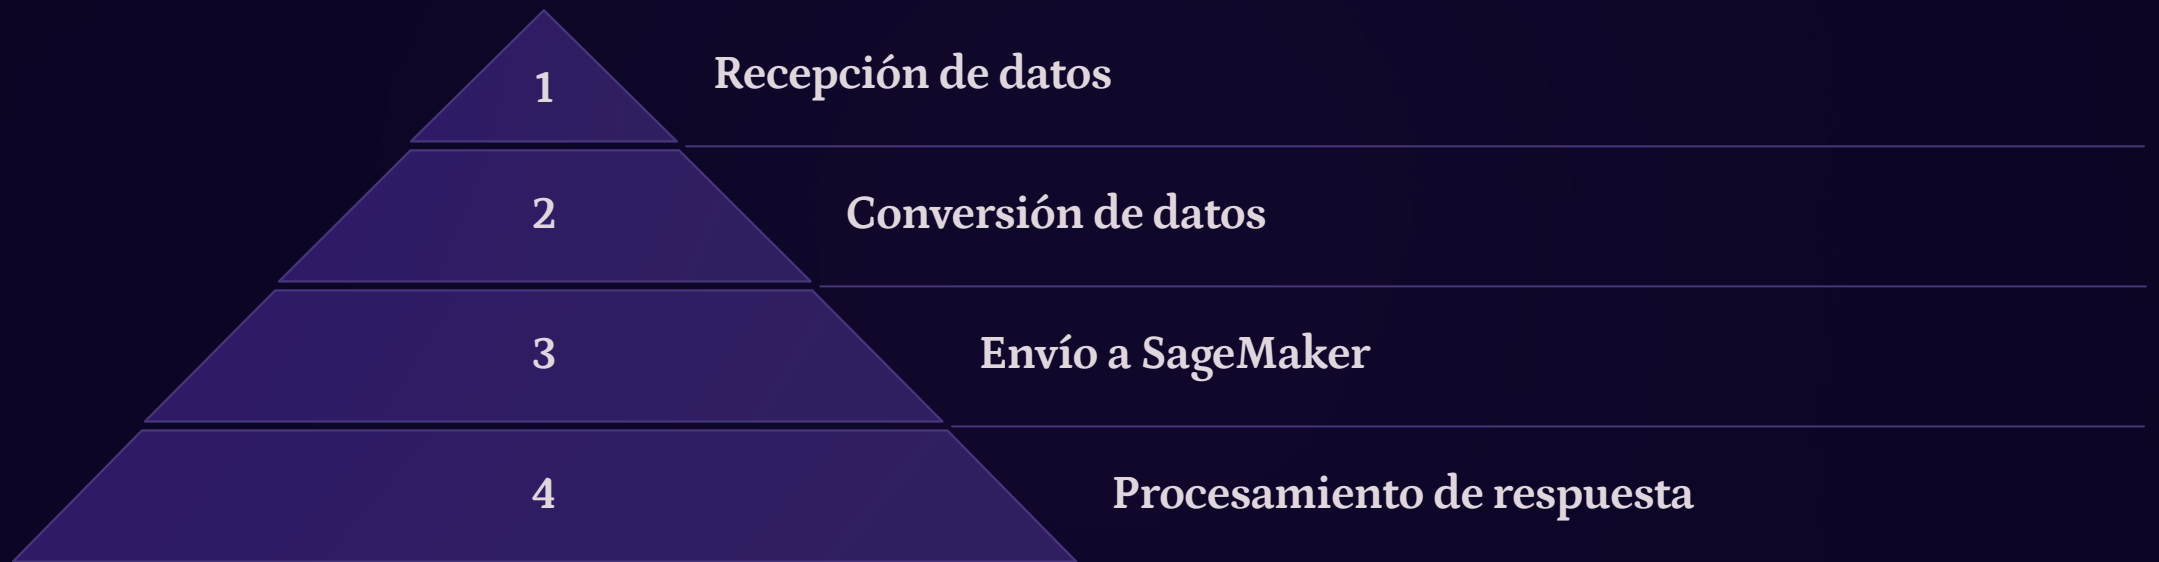 1
Recepción de datos
2
Conversión de datos
3
Envío a SageMaker
4
Procesamiento de respuesta